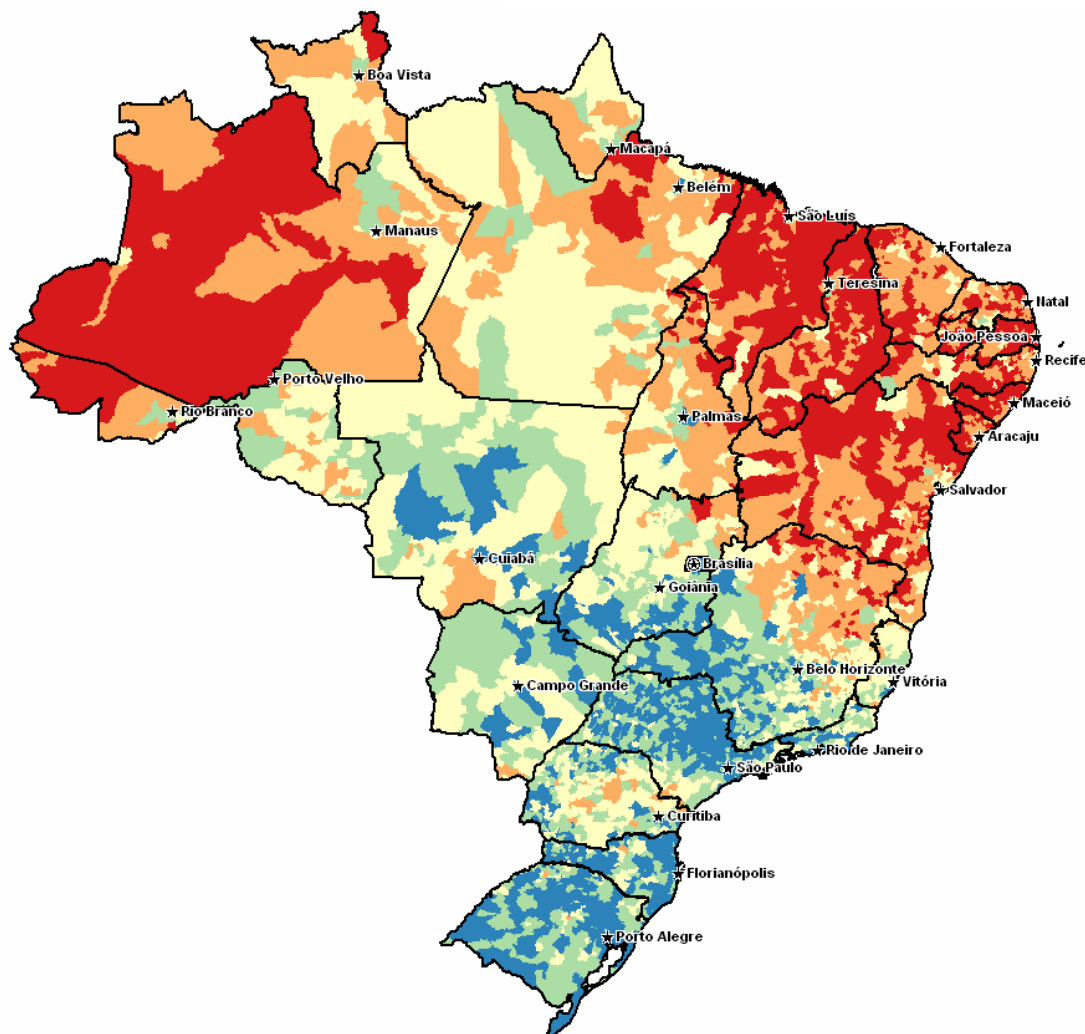 Boa Vista
Macapá
Belém
São Luís
Manaus
Fortaleza
Teresina
Natal
João Pessoa
Recife
Porto Velho
Maceió
Rio Branco
Palmas
Aracaju
Salvador
Cuiabá
Brasília
Goiânia
Belo Horizonte
Vitória
Campo Grande
Rio de Janeiro
São Paulo
Curitiba
Florianópolis
Porto Alegre